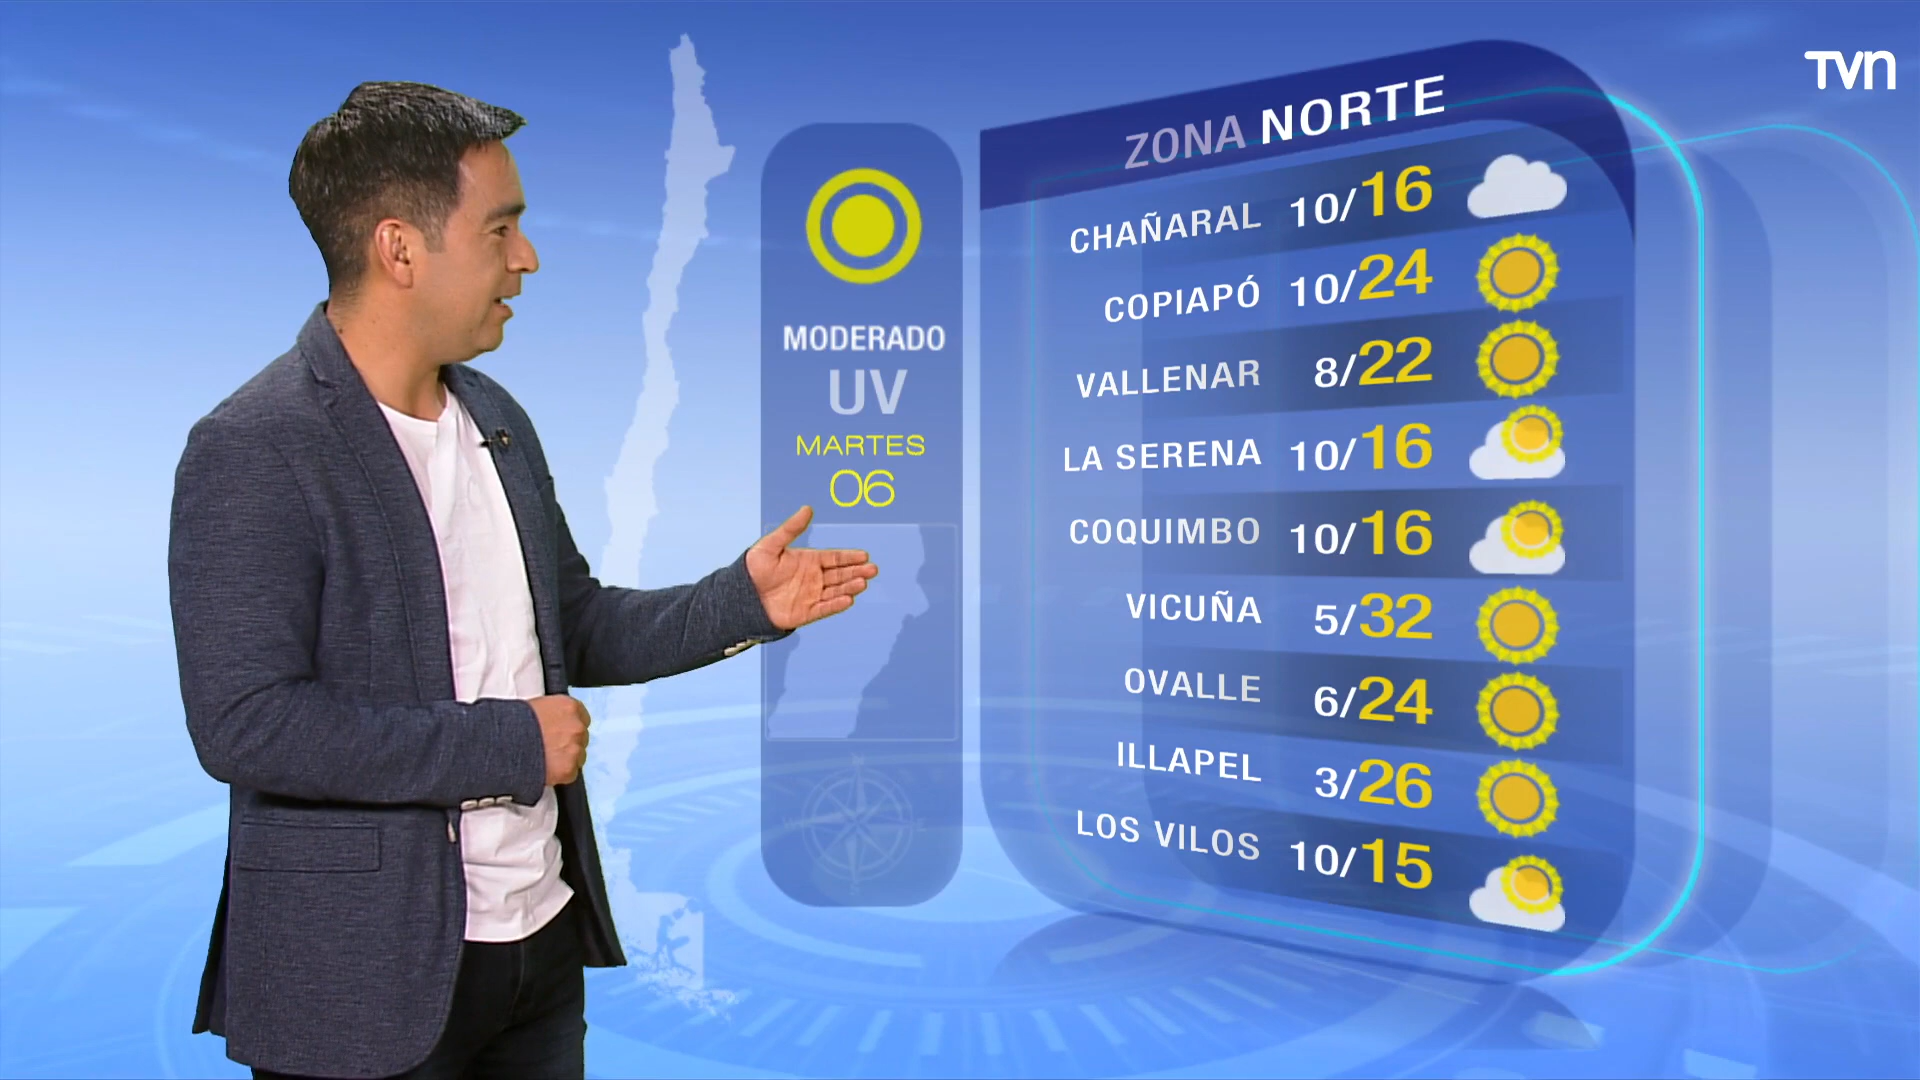 TVN
ZONA NORTE
MODERADO
UV
MARTES
06
CHAÑARAL 10/16
COPIAPÓ 10/24
VALLENAR 8/22
LA SERENA 10/16
COQUIMBO 10/16
VICUÑA 5/32
OVALLE 6/24
ILLAPEL 3/26
LOS VILOS 10/15